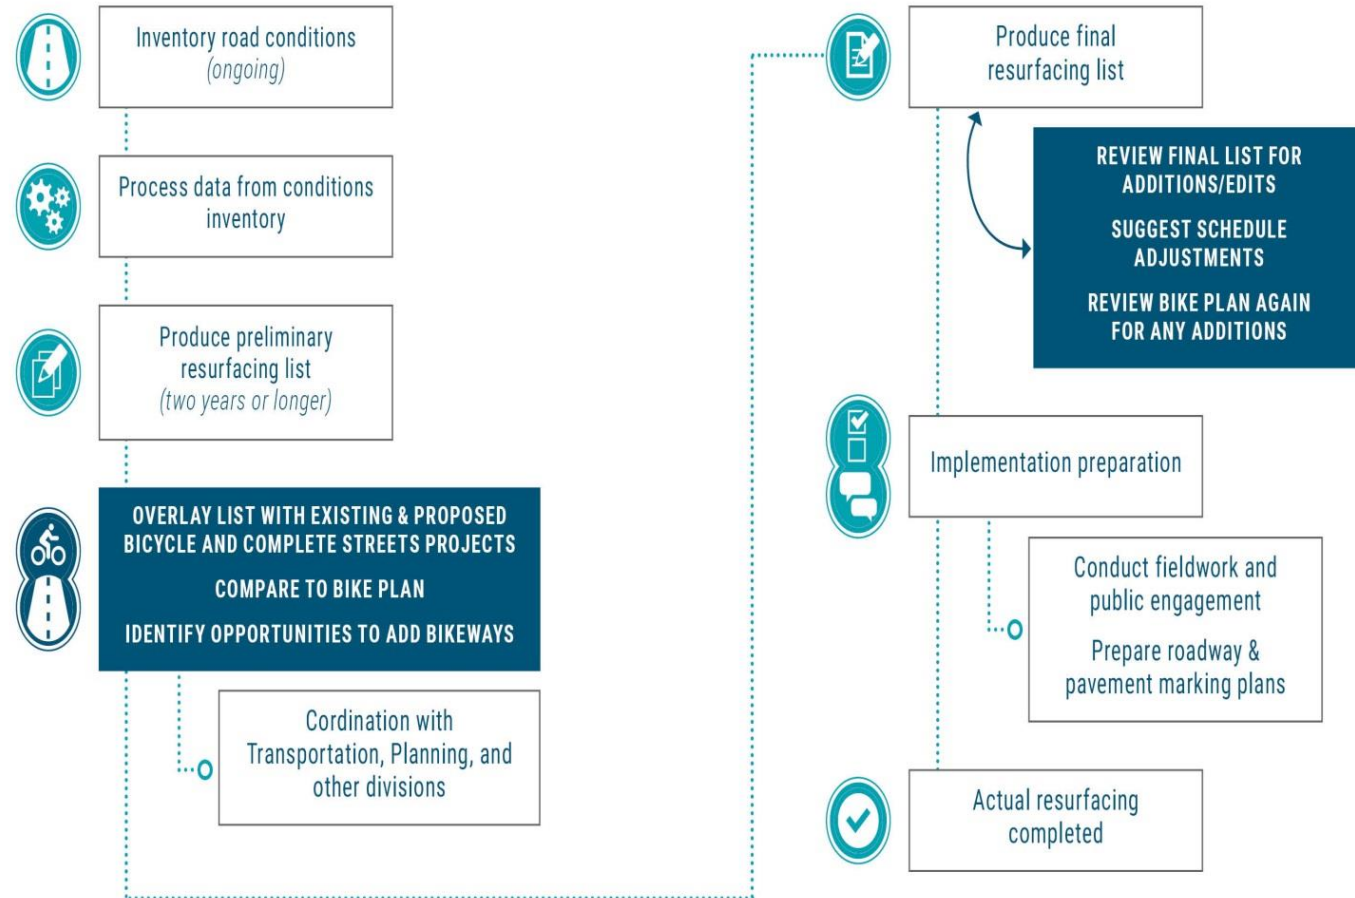 Inventory road conditions
(ongoing)
Process data from conditions
inventory
Produce preliminary
resurfacing list
(two years or longer)
OVERLAY LIST WITH EXISTING & PROPOSED
BICYCLE AND COMPLETE STREETS PROJECTS
COMPARE TO BIKE PLAN
IDENTIFY OPPORTUNITIES TO ADD BIKEWAYS
Cordination with
Transportation, Planning, and
other divisions
Produce final
resurfacing list
REVIEW FINAL LIST FOR
ADDITIONS/EDITS
SUGGEST SCHEDULE
ADJUSTMENTS
REVIEW BIKE PLAN AGAIN
FOR ANY ADDITIONS
Implementation preparation
Conduct fieldwork and
public engagement
Prepare roadway &
pavement marking plans
Actual resurfacing
completed